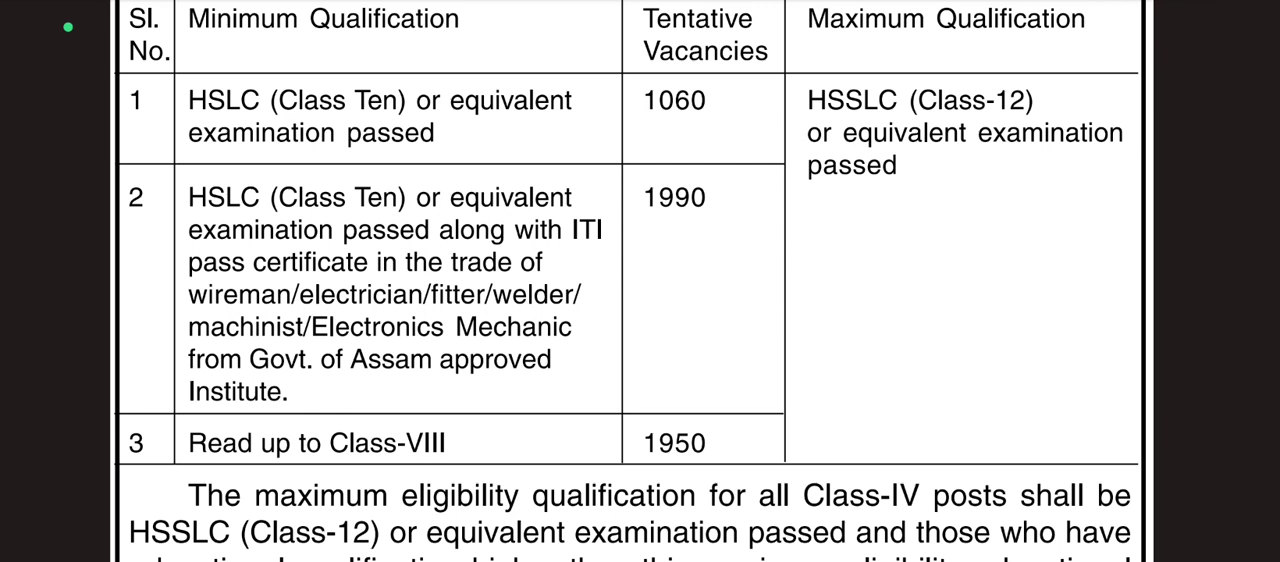 Sl. Minimum Qualification Tentative Maximum Qualification
No. Vacancies
1 HSLC (Class Ten) or equivalent 1060 HSSLC (Class-12)
examination passed or equivalent examination
passed
2 HSLC (Class Ten) or equivalent 1990
examination passed along with ITI
pass certificate in the trade of
wireman/electrician/fitter/welder/
machinist/Electronics Mechanic
from Govt. of Assam approved
Institute.
3 Read up to Class-VIII 1950
The maximum eligibility qualification for all Class-IV posts shall be
HSSLC (Class-12) or equivalent examination passed and those who have